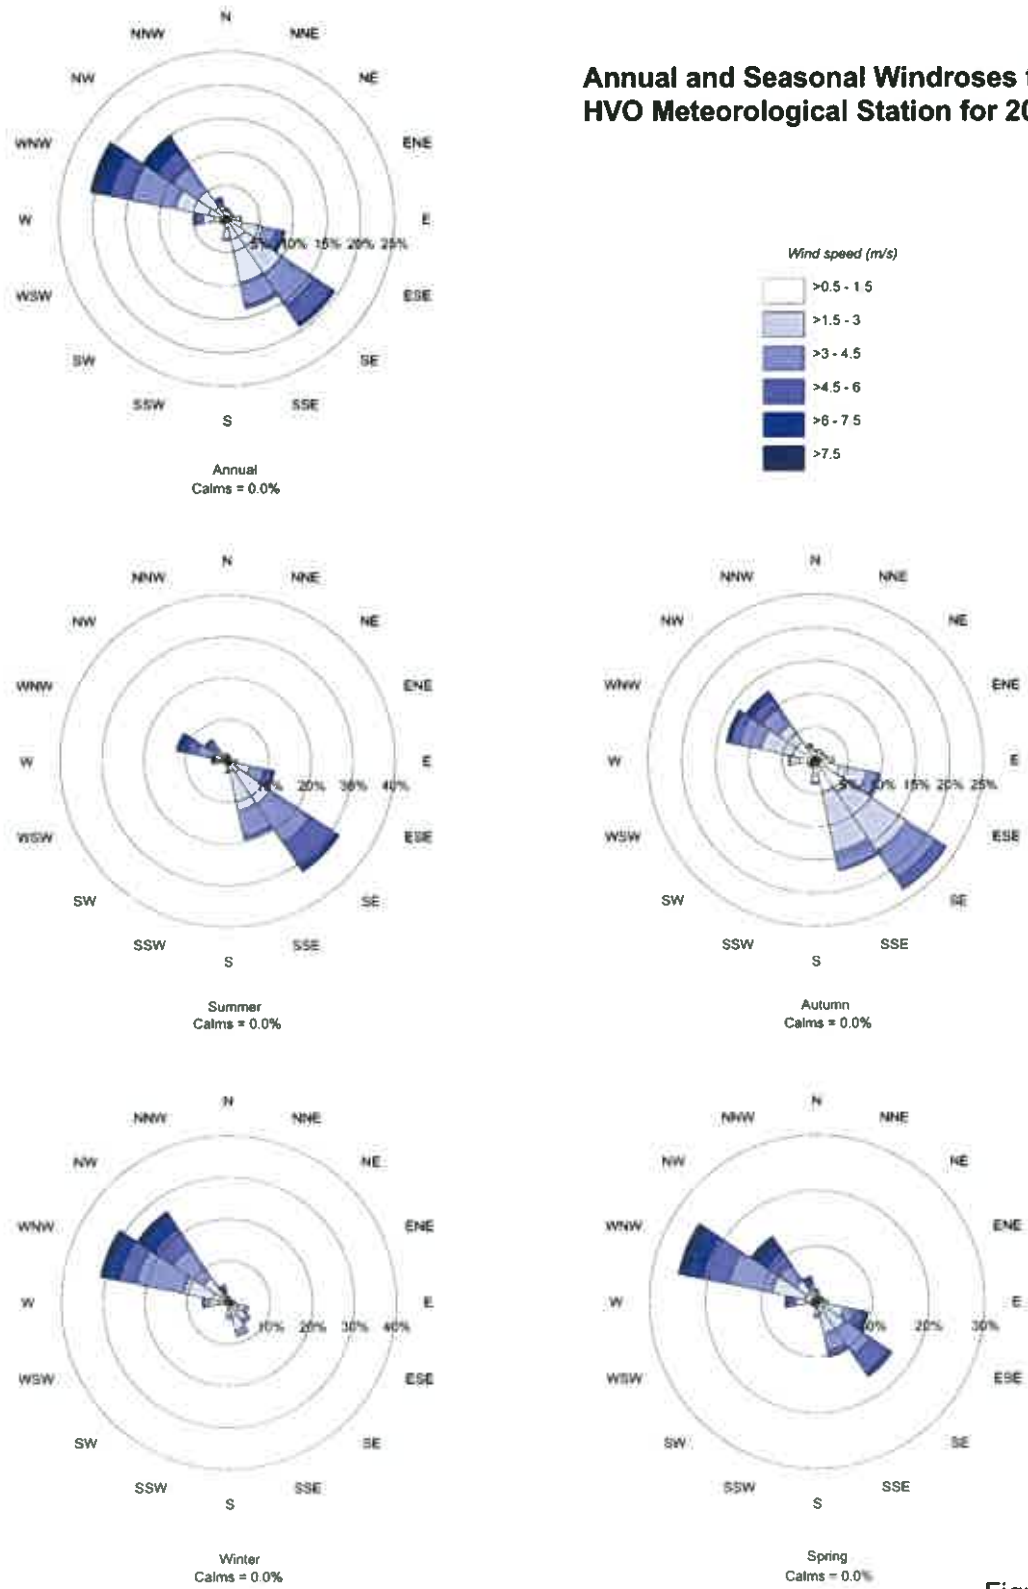 Annual and Seasonal Windroses
HVO Meteorological Station for
N
NNW NNE
NW NE
WNW ENE
W E
5% 10% 15% 20% 25%
WSW ESE
SW SE
SSW SSE
S
Annual
Calms = 0.0%
Wind speed (m/s)
>0.5 - 1 5
>1.5 - 3
>3 - 4.5
>4.5 - 6
>6 - 7 5
>7.5
N
NNW NNE
NW NE
WNW ENE
W E
10% 20% 30% 40%
WSW ESE
SW SE
SSW SSE
S
Summer
Calms = 0.0%
N
NNW NNE
NW NE
WNW ENE
W E
5% 10% 15% 20% 25%
WSW ESE
SW SE
SSW SSE
S
Autumn
Calms = 0.0%
N
NNW NNE
NW NE
WNW ENE
W E
10% 20% 30% 40%
WSW ESE
SW SE
SSW SSE
S
Winter
Calms = 0.0%
N
NNW NNE
NW NE
WNW ENE
W E
10% 20% 30%
WSW ESE
SW SE
SSW SSE
S
Spring
Calms = 0.0%